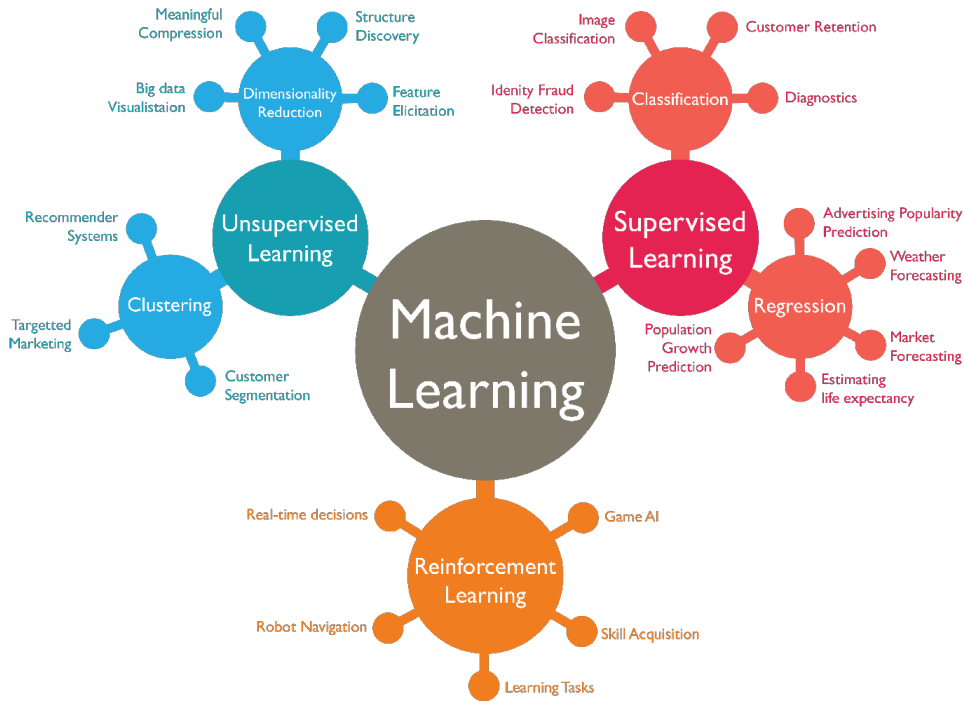 Meaningful
Compression
Structure
Discovery
Big data
Visualistaion
Dimensionality
Reduction
Feature
Elicitation
Unsupervised
Learning
Recommender
Systems
Clustering
Targetted
Marketing
Customer
Segmentation
Image
Classification
Customer Retention
Idenity Fraud
Detection
Classification
Diagnostics
Supervised
Learning
Advertising Popularity
Prediction
Weather
Forecasting
Regression
Population
Growth
Prediction
Market
Forecasting
Estimating
life expectancy
Machine
Learning
Real-time decisions
Game AI
Reinforcement
Learning
Robot Navigation
Skill Acquisition
Learning Tasks